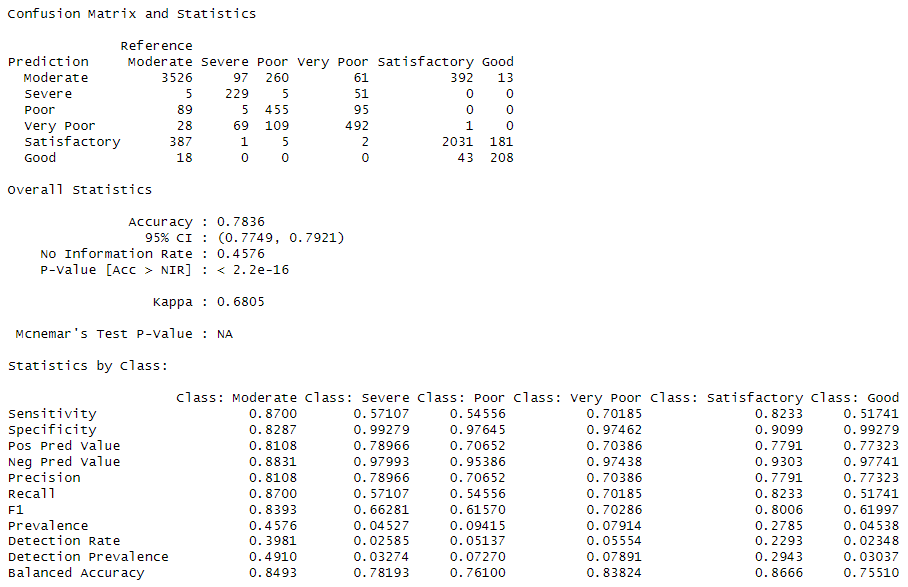 Confusion Matrix and Statistics
Reference
Prediction Moderate Severe Poor Very Poor Satisfactory Good
Moderate 3526 97 260 61 392 13
Severe 5 229 5 51 0 0
Poor 89 5 455 95 0 0
Very Poor 28 69 109 492 1 0
Satisfactory 387 1 5 2 2031 181
Good 18 0 0 0 43 208
Overall Statistics
Accuracy : 0.7836
95% CI : (0.7749, 0.7921)
No Information Rate : 0.4576
P-Value [Acc > NIR] : < 2.2e-16
Kappa : 0.6805
Mcnemar's Test P-Value : NA
Statistics by Class:
Class: Moderate Class: Severe Class: Poor Class: Very Poor Class: Satisfactory Class: Good
Sensitivity 0.8700 0.57107 0.54556 0.70185 0.8233 0.51741
Specificity 0.8287 0.99279 0.97645 0.97462 0.9099 0.99279
Pos Pred Value 0.8108 0.78966 0.70652 0.70386 0.7791 0.77323
Neg Pred Value 0.8831 0.97993 0.95386 0.97438 0.9303 0.97741
Precision 0.8108 0.78966 0.70652 0.70386 0.7791 0.77323
Recall 0.8700 0.57107 0.54556 0.70185 0.8233 0.51741
F1 0.8393 0.66281 0.61570 0.70286 0.8006 0.61997
Prevalence 0.4576 0.04527 0.09415 0.07914 0.2785 0.04538
Detection Rate 0.3981 0.02585 0.05137 0.05554 0.2293 0.02348
Detection Prevalence 0.4910 0.03274 0.07270 0.07891 0.2943 0.03037
Balanced Accuracy 0.8493 0.78193 0.76100 0.83824 0.8666 0.75510